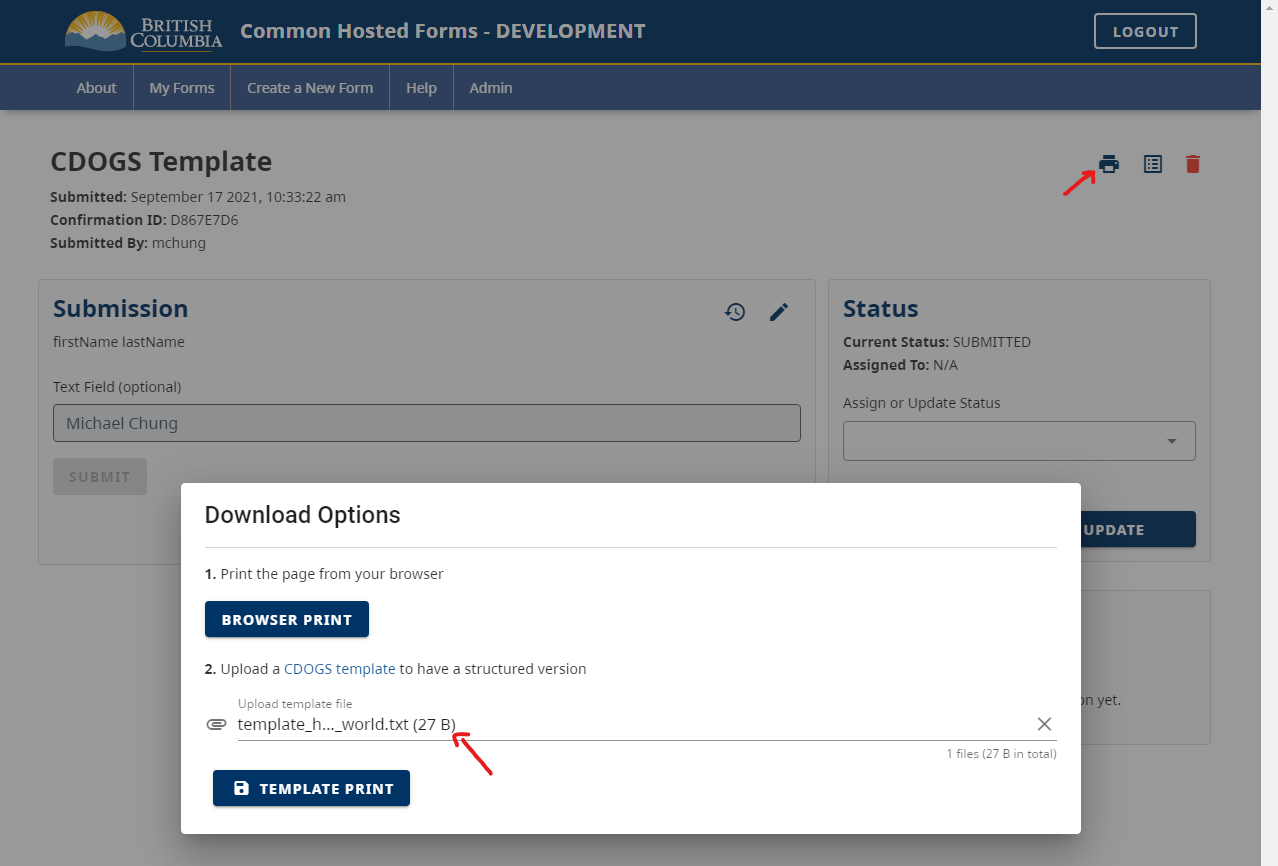 BRITISH COLUMBIA
Common Hosted Forms - DEVELOPMENT
LOGOUT
About
My Forms
Create a New Form
Help
Admin
CDOGS Template
Submitted: September 17 2021, 10:33:22 am
Confirmation ID: D867E7D6
Submitted By: mchung
Submission
firstName lastName
Text Field (optional)
Michael Chung
SUBMIT
Status
Current Status: SUBMITTED
Assigned To: N/A
Assign or Update Status
UPDATE
on yet.
Download Options
1. Print the page from your browser
BROWSER PRINT
2. Upload a CDOGS template to have a structured version
Upload template file
template_h..._world.txt (27 B)
1 files (27 B in total)
TEMPLATE PRINT